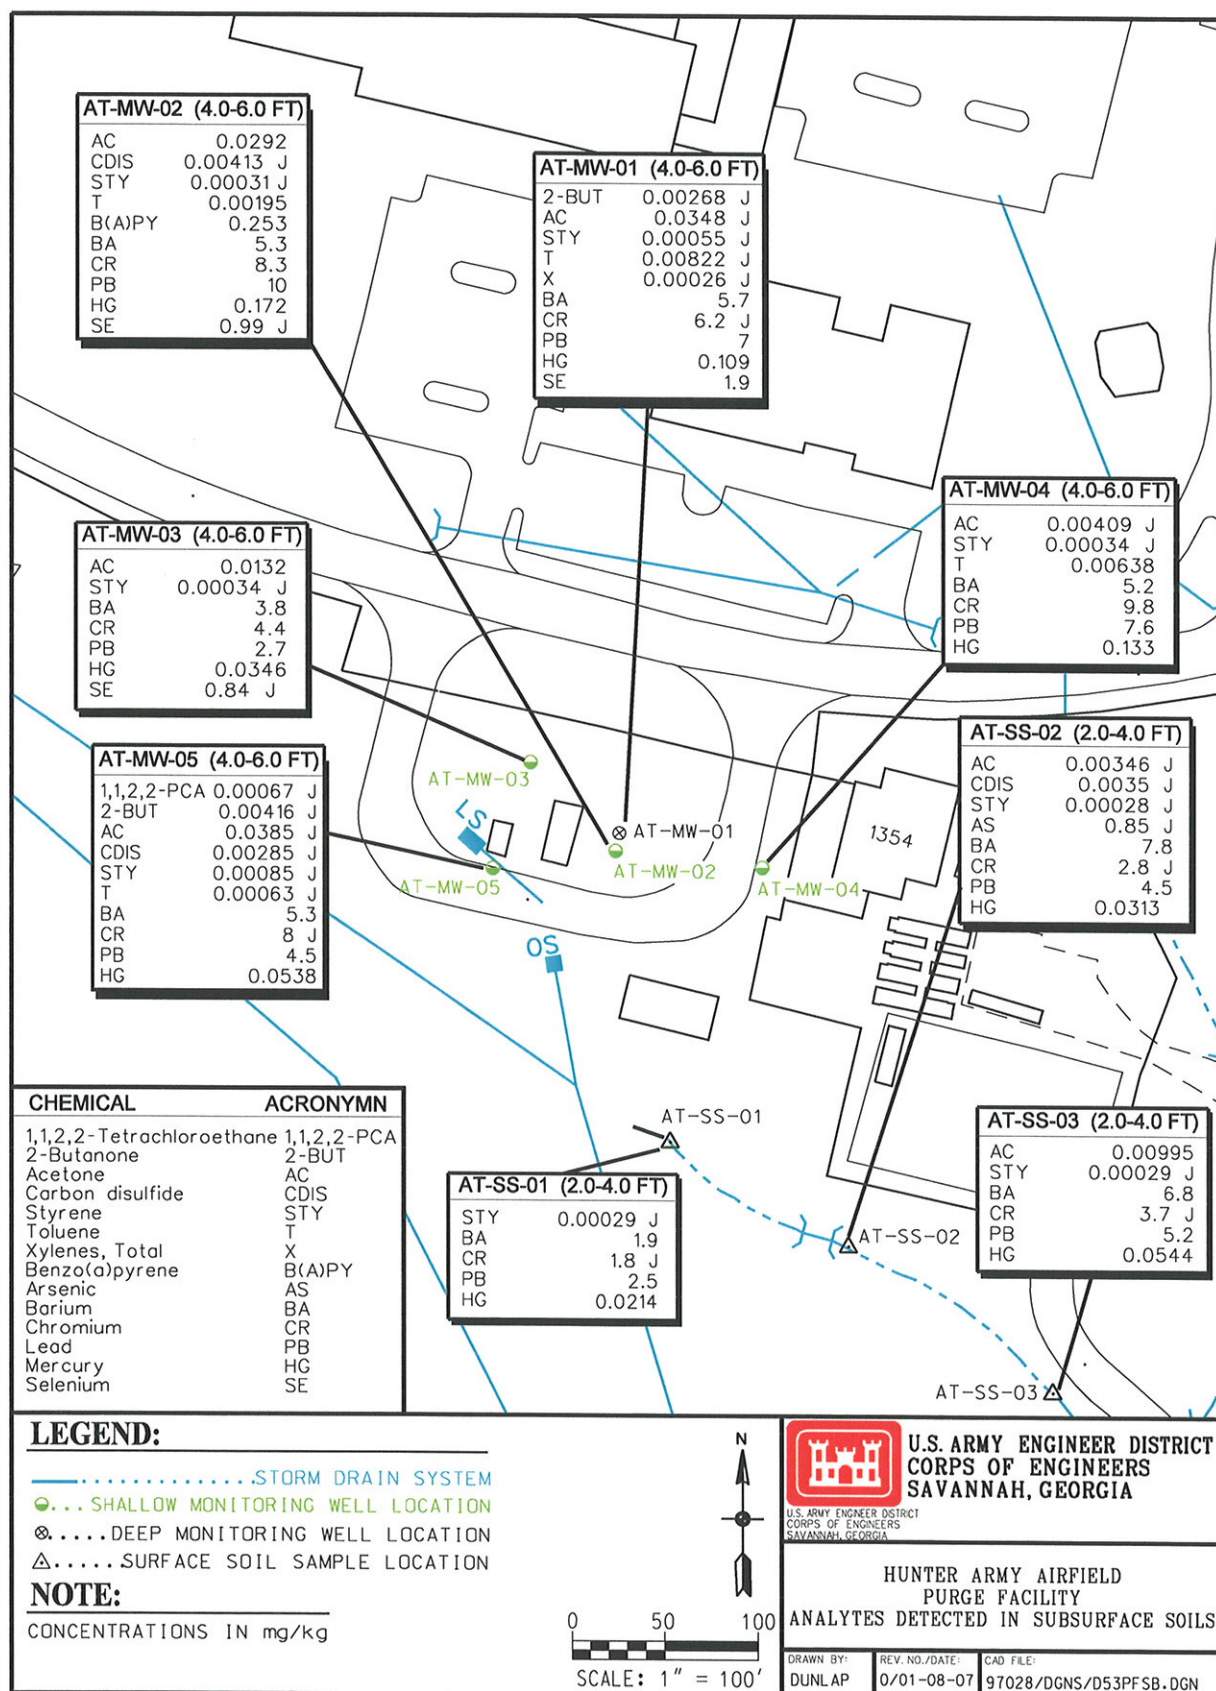 AT-MW-02 (4.0-6.0 FT)
AC 0.0292
CDIS 0.00413 J
STY 0.00031 J
T 0.00195
B(A)PY 0.253
BA 5.3
CR 8.3
PB 10
HG 0.172
SE 0.99 J
AT-MW-01 (4.0-6.0 FT)
2-BUT 0.00268 J
AC 0.0348 J
STY 0.00055 J
T 0.00822 J
X 0.00026 J
BA 5.7
CR 6.2 J
PB 7
HG 0.109
SE 1.9
AT-MW-04 (4.0-6.0 FT)
AC 0.00409 J
STY 0.00034 J
T 0.00638
BA 5.2
CR 9.8
PB 7.6
HG 0.133
AT-MW-03 (4.0-6.0 FT)
AC 0.0132
STY 0.00034 J
BA 3.8
CR 4.4
PB 2.7
HG 0.0346
SE 0.84 J
AT-SS-02 (2.0-4.0 FT)
AC 0.00346 J
CDIS 0.0035 J
STY 0.00028 J
AS 0.85 J
BA 7.8
CR 2.8 J
PB 4.5
HG 0.0313
AT-MW-05 (4.0-6.0 FT)
1,1,2,2-PCA 0.00067 J
2-BUT 0.00416 J
AC 0.0385 J
CDIS 0.00285 J
STY 0.00085 J
T 0.00063 J
BA 5.3
CR 8 J
PB 4.5
HG 0.0538
AT-MW-03
LS
AT-MW-01
AT-MW-02
AT-MW-05
AT-MW-04
1354
OS
AT-SS-01
AT-SS-02
AT-SS-03
AT-SS-03 (2.0-4.0 FT)
AC 0.00995
STY 0.00029 J
BA 6.8
CR 3.7 J
PB 5.2
HG 0.0544
AT-SS-01 (2.0-4.0 FT)
STY 0.00029 J
BA 1.9
CR 1.8 J
PB 2.5
HG 0.0214
CHEMICAL ACRONYMN
1,1,2,2-Tetrachloroethane 1,1,2,2-PCA
2-Butanone 2-BUT
Acetone AC
Carbon disulfide CDIS
Styrene STY
Toluene T
Xylenes, Total X
Benzo(a)pyrene B(A)PY
Arsenic AS
Barium BA
Chromium CR
Lead PB
Mercury HG
Selenium SE
LEGEND:
..............STORM DRAIN SYSTEM
... SHALLOW MONITORING WELL LOCATION
.....DEEP MONITORING WELL LOCATION
......SURFACE SOIL SAMPLE LOCATION
NOTE:
CONCENTRATIONS IN mg/kg
N
0 50 100
SCALE: 1" = 100'
U.S. ARMY ENGINEER DISTRICT
CORPS OF ENGINEERS
SAVANNAH, GEORGIA
U.S. ARMY ENGINEER DISTRICT
CORPS OF ENGINEERS
SAVANNAH, GEORGIA
HUNTER ARMY AIRFIELD
PURGE FACILITY
ANALYTES DETECTED IN SUBSURFACE SOILS
DRAWN BY:
DUNLAP
REV. NO./DATE:
0/01-08-07
CAD FILE:
97028/DGNS/D53PFSB.DGN